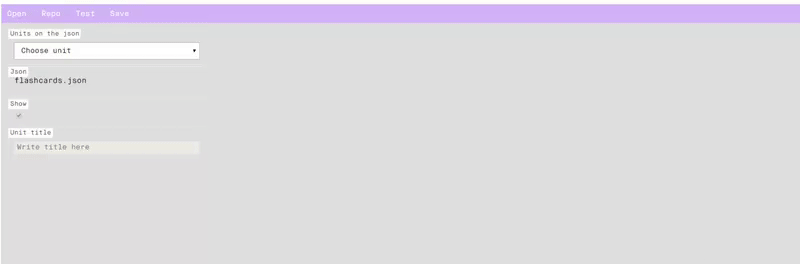 Open Repo Test Save
Units on the json
Choose unit
Json
flashcards.json
Show
Unit title
Write title here